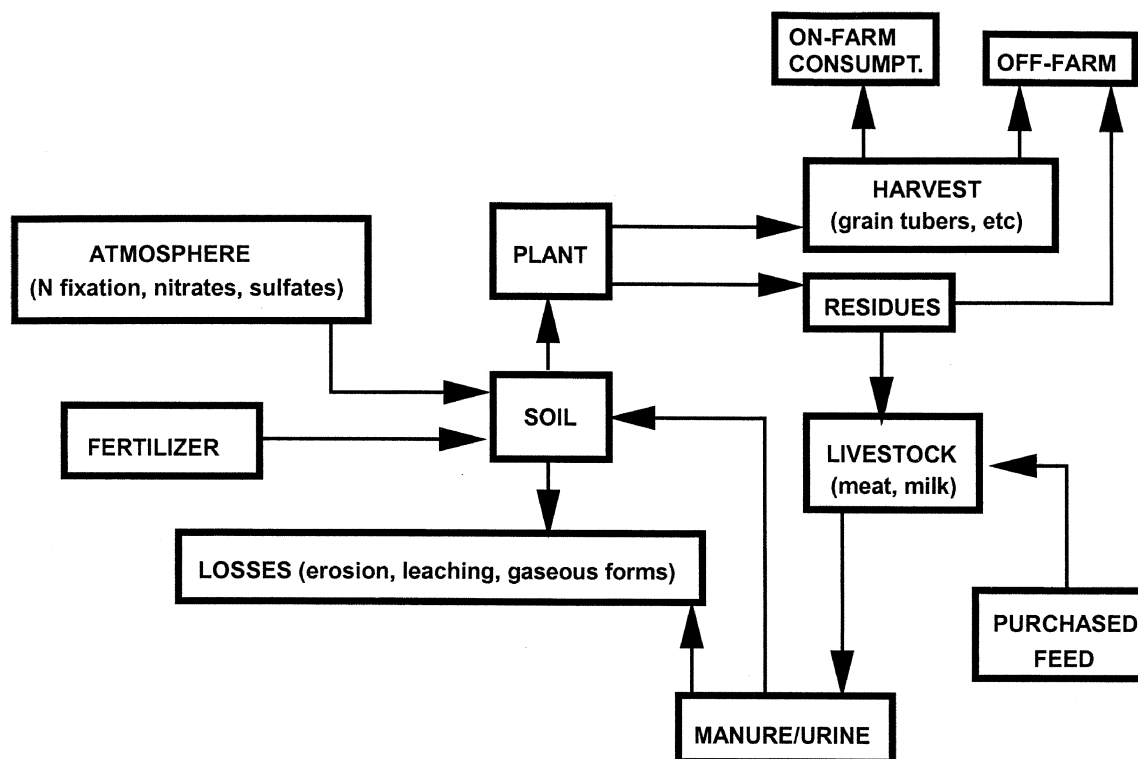 ON-FARM
CONSUMPT.
OFF-FARM
HARVEST
(grain tubers, etc)
ATMOSPHERE
(N fixation, nitrates, sulfates)
PLANT
RESIDUES
SOIL
FERTILIZER
LIVESTOCK
(meat, milk)
LOSSES (erosion, leaching, gaseous forms)
PURCHASED
FEED
MANURE/URINE